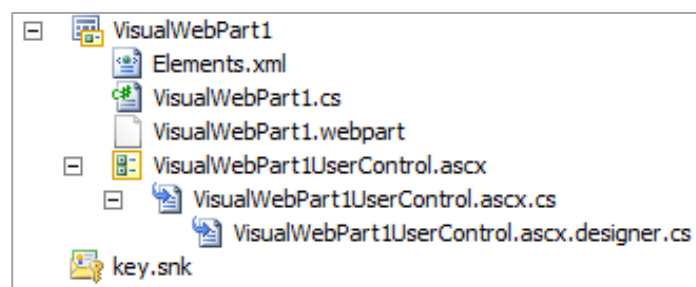 VisualWebPart1
Elements.xml
VisualWebPart1.cs
VisualWebPart1.webpart
VisualWebPart1UserControl.ascx
VisualWebPart1UserControl.ascx.cs
VisualWebPart1UserControl.ascx.designer.cs
key.snk